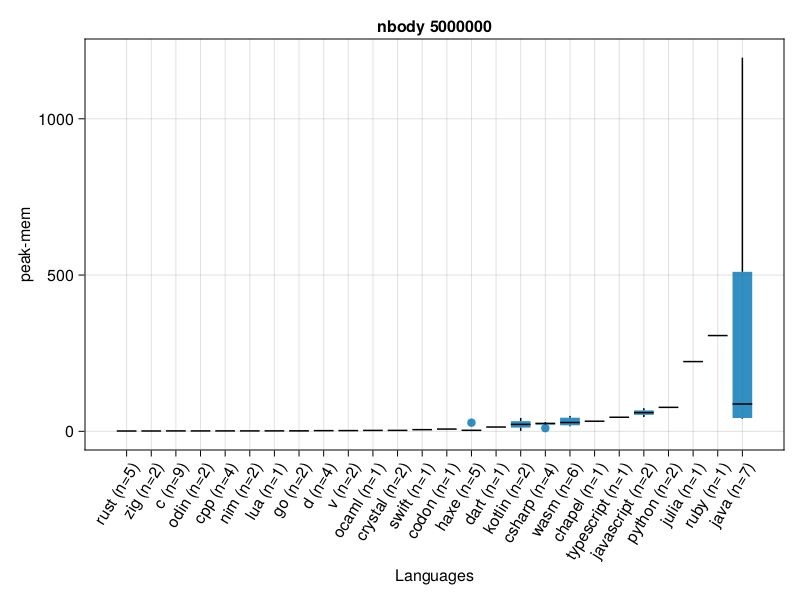 nbody 5000000
1000
500
0
peak-mem
rust (n=5)
zig (n=2)
c (n=9)
odin (n=2)
cpp (n=4)
nim (n=2)
lua (n=1)
go (n=2)
d (n=4)
v (n=2)
ocaml (n=1)
crystal (n=2)
swift (n=1)
codon (n=1)
haxe (n=5)
dart (n=1)
kotlin (n=2)
csharp (n=4)
wasm (n=6)
chapel (n=1)
typescript (n=1)
javascript (n=2)
python (n=2)
julia (n=1)
ruby (n=1)
java (n=7)
Languages